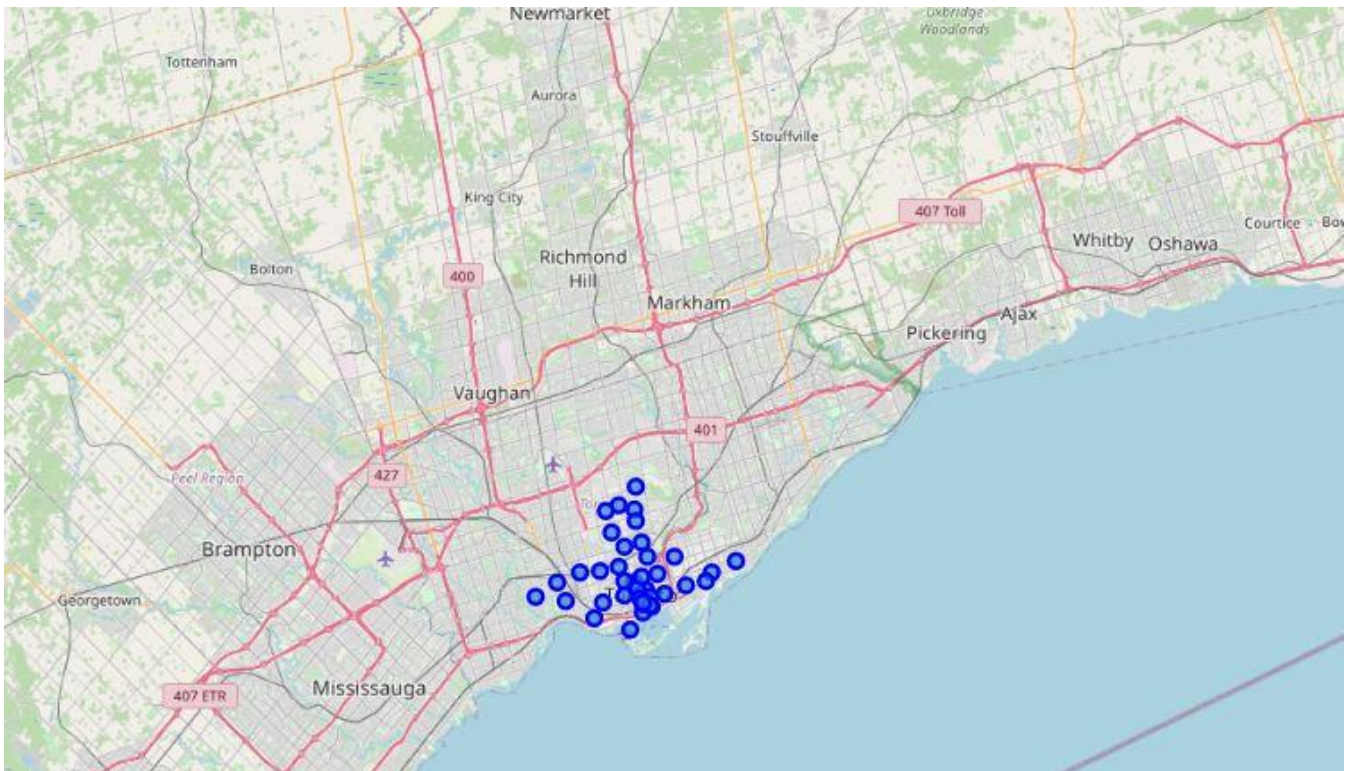 Newmarket
Uxbridge
Woodlands
Tottenham
Aurora
Stouffville
King City
407 Toll
Courtice
Whitby
Oshawa
Richmond
Hill
Bolton
400
Markham
Ajax
Pickering
Vaughan
401
427
Peel Region
Brampton
Georgetown
Mississauga
407 ETR